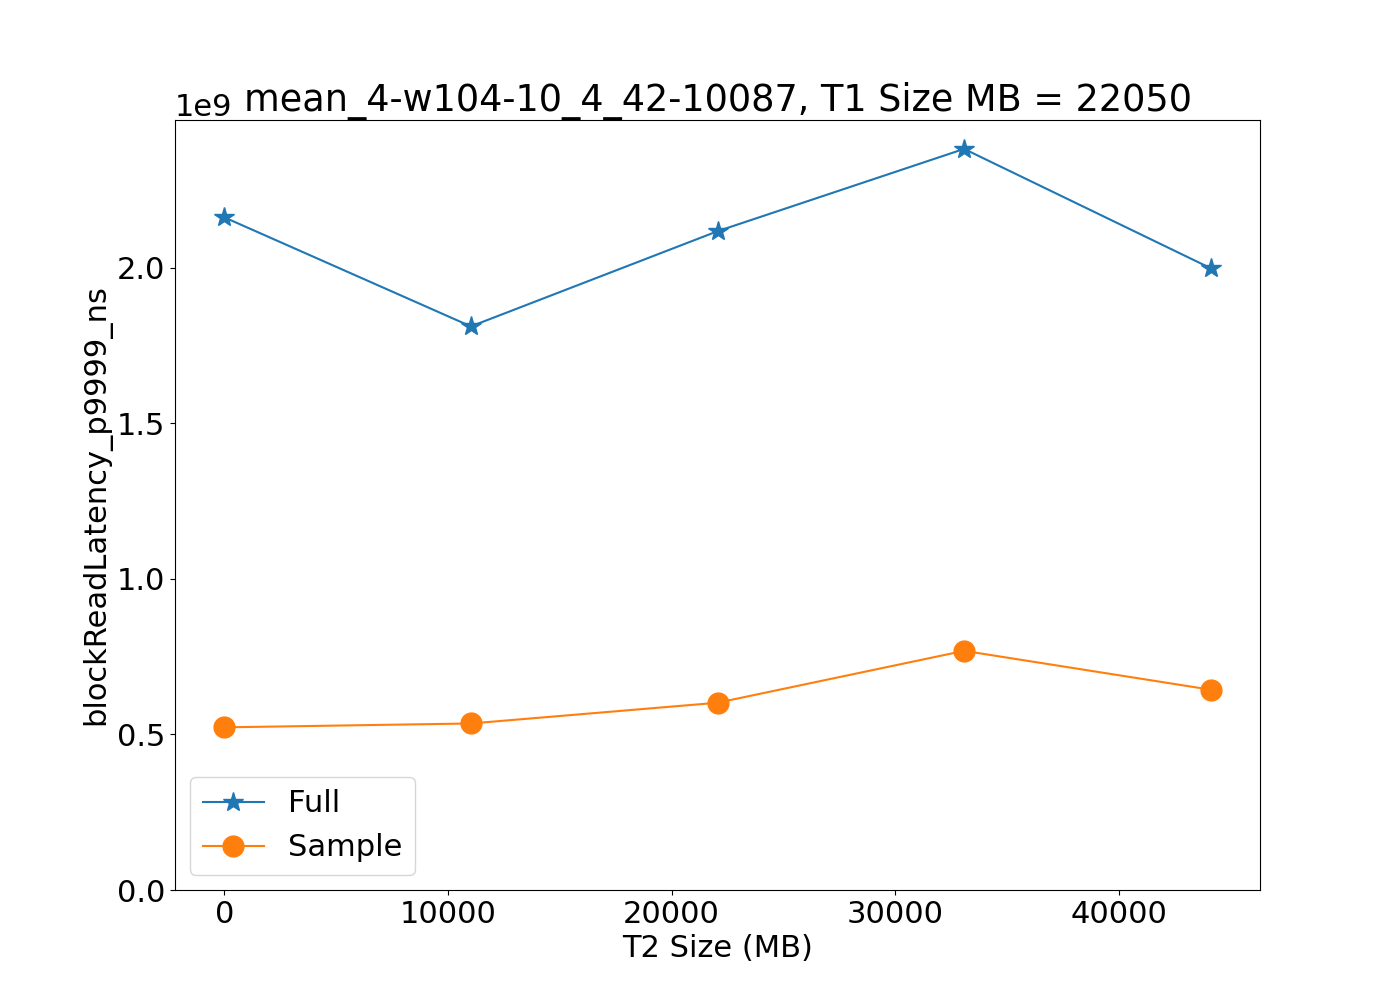 1e9
mean_4-w104-10_4_42-10087, T1 Size MB = 22050
blockReadLatency_p9999_ns
2.0
1.5
1.0
0.5
0.0
Full
Sample
0 10000 20000 30000 40000
T2 Size (MB)